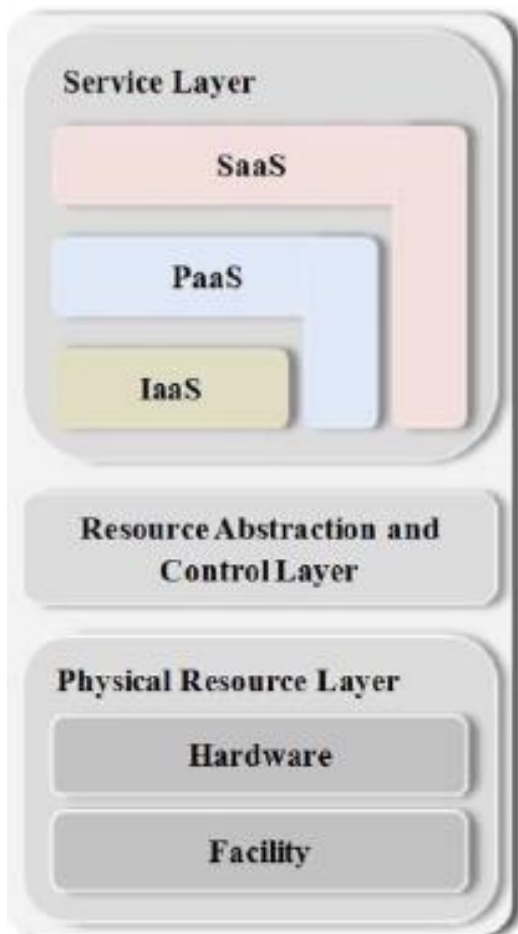 Service Layer
SaaS
PaaS
IaaS
Resource Abstraction and
Control Layer
Physical Resource Layer
Hardware
Facility